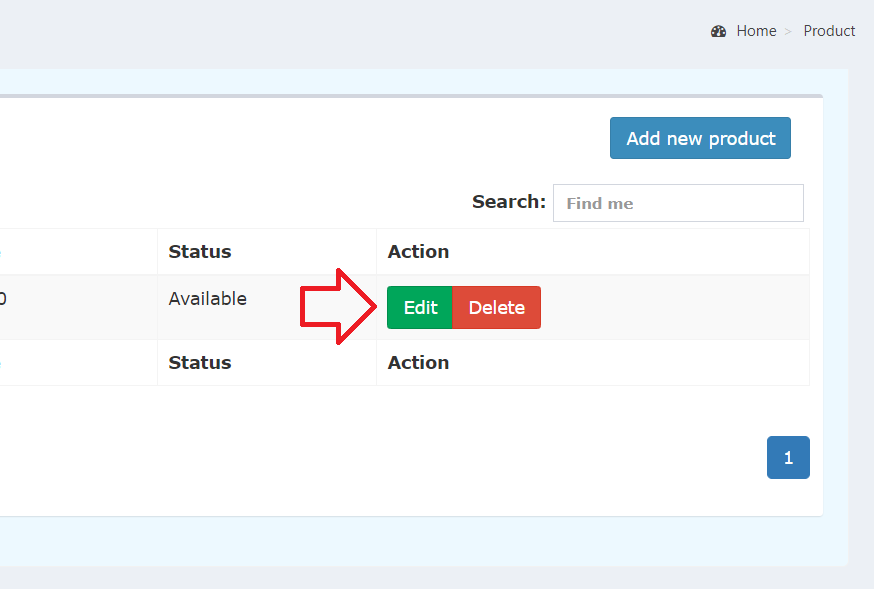 Home > Product
Add new product
Search: Find me
Status Action
0 Available Edit Delete
Status Action
1